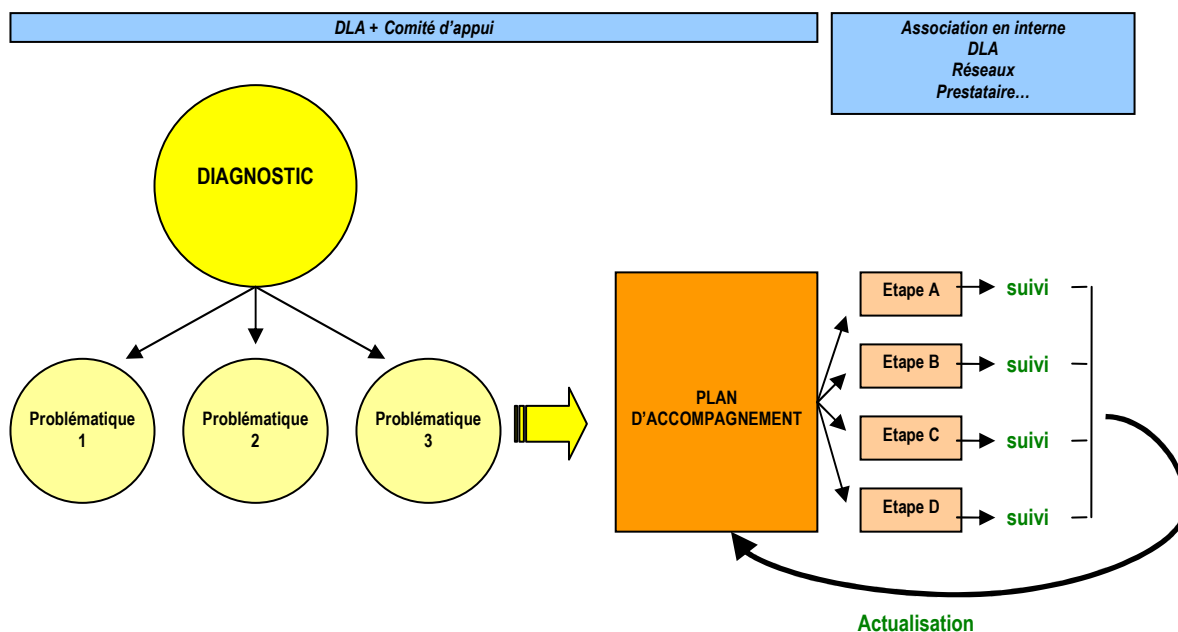 DLA + Comité d'appui
Association en interne
DLA
Réseaux
Prestataire…
DIAGNOSTIC
Problématique
1
Problématique
2
Problématique
3
PLAN
D'ACCOMPAGNEMENT
Etape A
suivi
Etape B
suivi
Etape C
suivi
Etape D
suivi
Actualisation